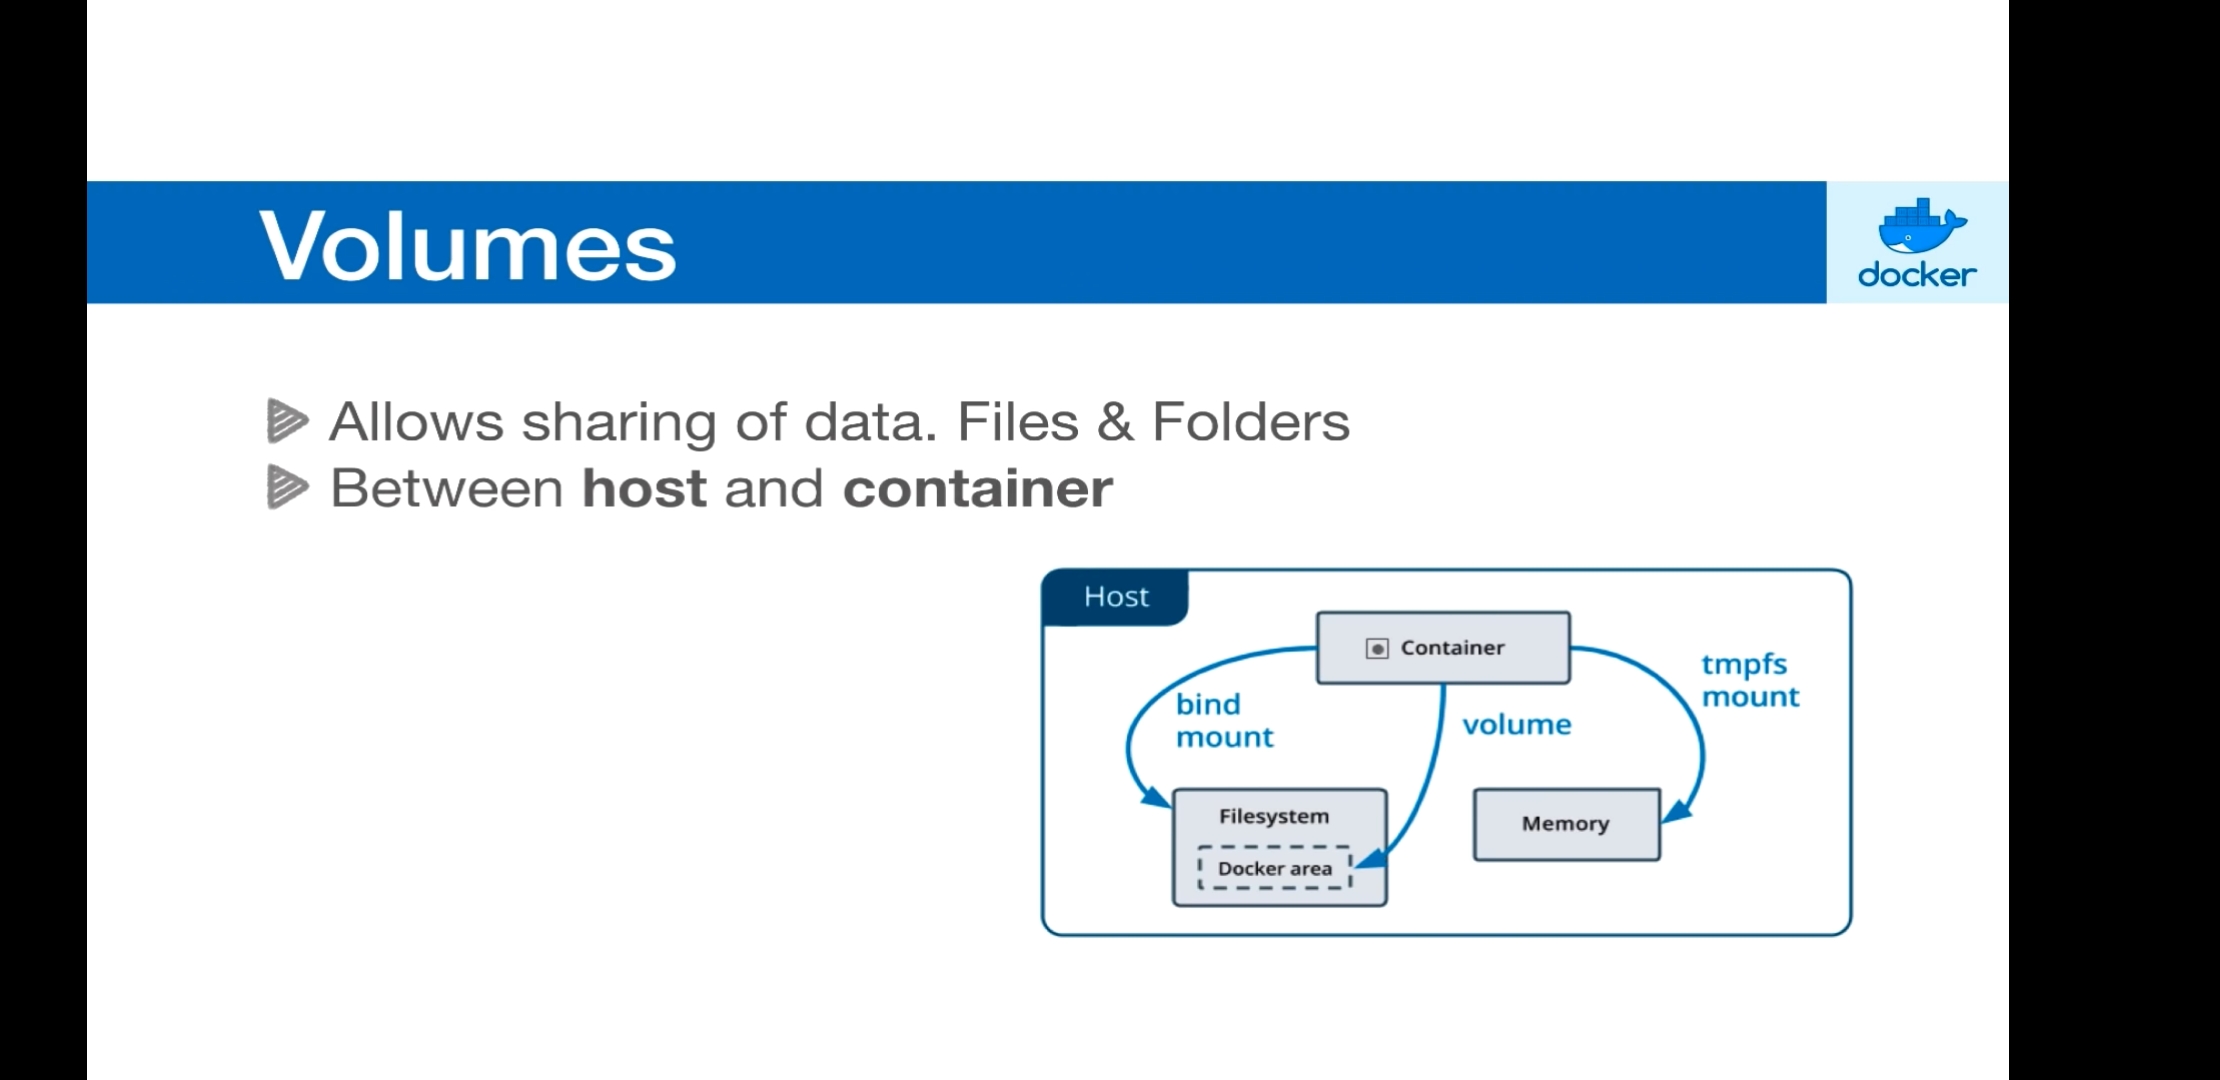 Volumes
docker
Allows sharing of data. Files & Folders
Between host and container
Host
Container
bind
mount
volume
tmpfs
mount
Filesystem
Docker area
Memory